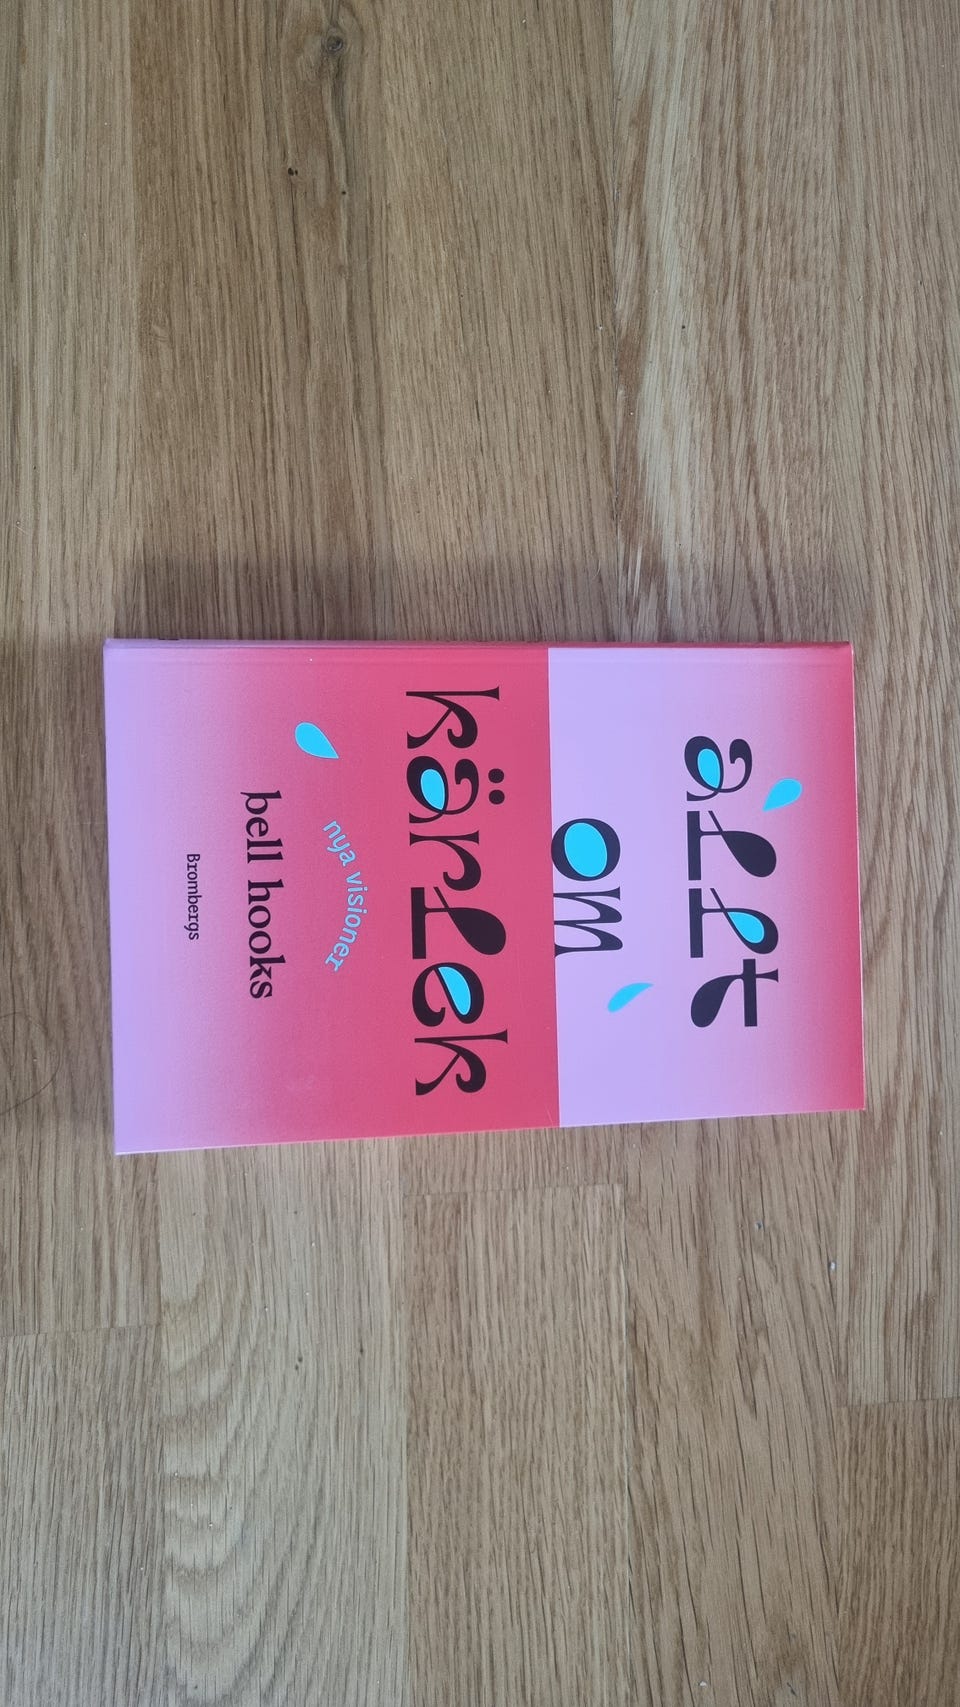 allt
om
kärlek
nya visioner
bell hooks
Brombergs